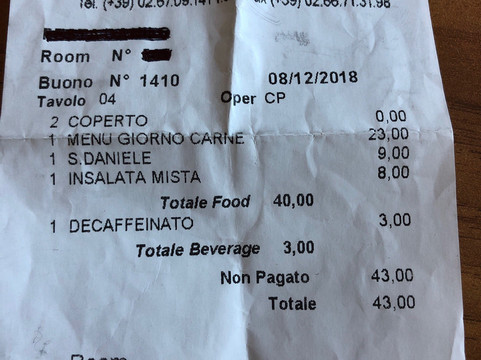 Room N°
Buono N° 1410 08/12/2018
Tavolo 04 Oper CP
2 COPERTO 0,00
1 MENU GIORNO CARNE 23,00
1 S.DANIELE 9,00
1 INSALATA MISTA 8,00
Totale Food 40,00
1 DECAFFEINATO 3,00
Totale Beverage 3,00
Non Pagato 43,00
Totale 43,00